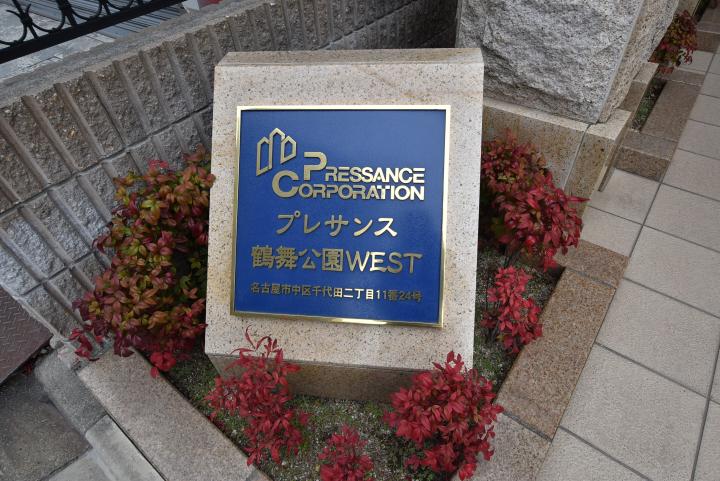 PRESSANCE
CORPORATION
プレサンス
鶴舞公園WEST
名古屋市中区千代田二丁目11番24号